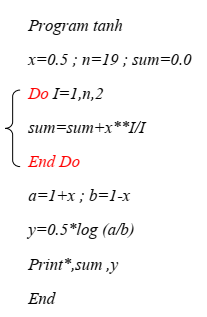 Program tanh
x=0.5 ; n=19 ; sum=0.0
Do I=1,n,2
sum=sum+x**I/I
End Do
a=1+x ; b=1-x
y=0.5*log (a/b)
Print*,sum ,y
End